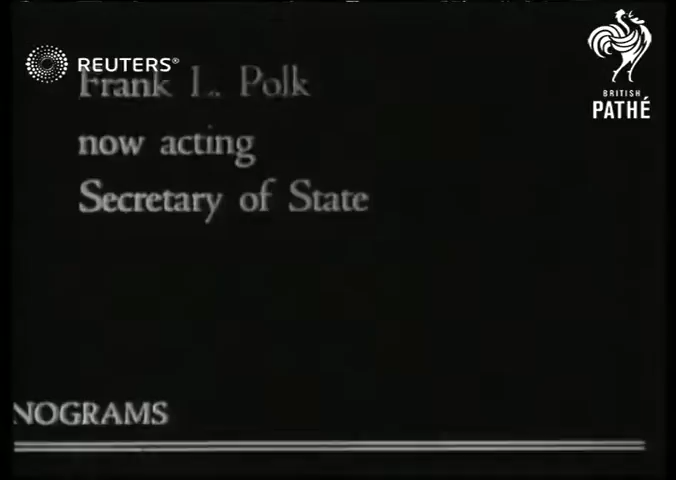 REUTERS®
Frank L. Polk
now acting
Secretary of State
BRITISH
PATHÉ
NOGRAMS